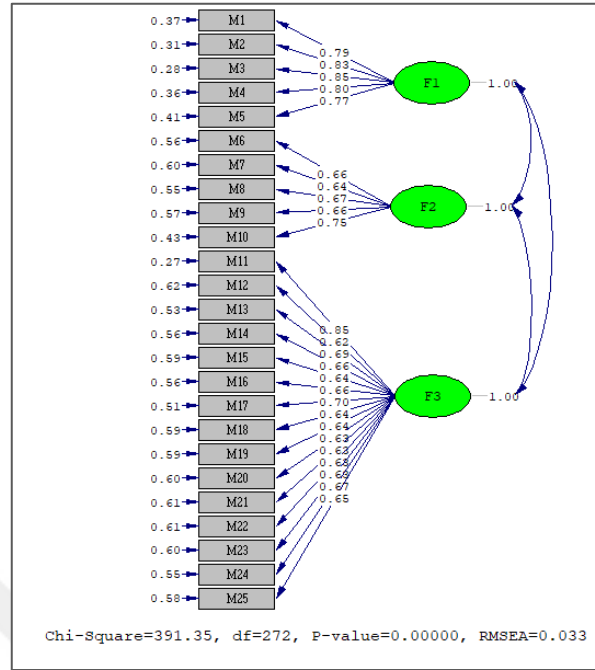 0.37 M1
0.31 M2
0.28 M3
0.36 M4
0.41 M5
0.56 M6
0.60 M7
0.55 M8
0.57 M9
0.43 M10
0.27 M11
0.62 M12
0.53 M13
0.56 M14
0.59 M15
0.56 M16
0.51 M17
0.59 M18
0.59 M19
0.60 M20
0.61 M21
0.61 M22
0.60 M23
0.55 M24
0.58 M25
0.79
0.83
0.85
0.80
0.77
F1 1.00
0.66
0.64
0.67
0.66
0.75
F2 1.00
0.85
0.62
0.69
0.66
0.64
0.66
0.70
0.64
0.64
0.63
0.67
0.65
F3 1.00
Chi-Square=391.35, df=272, P-value=0.00000, RMSEA=0.033